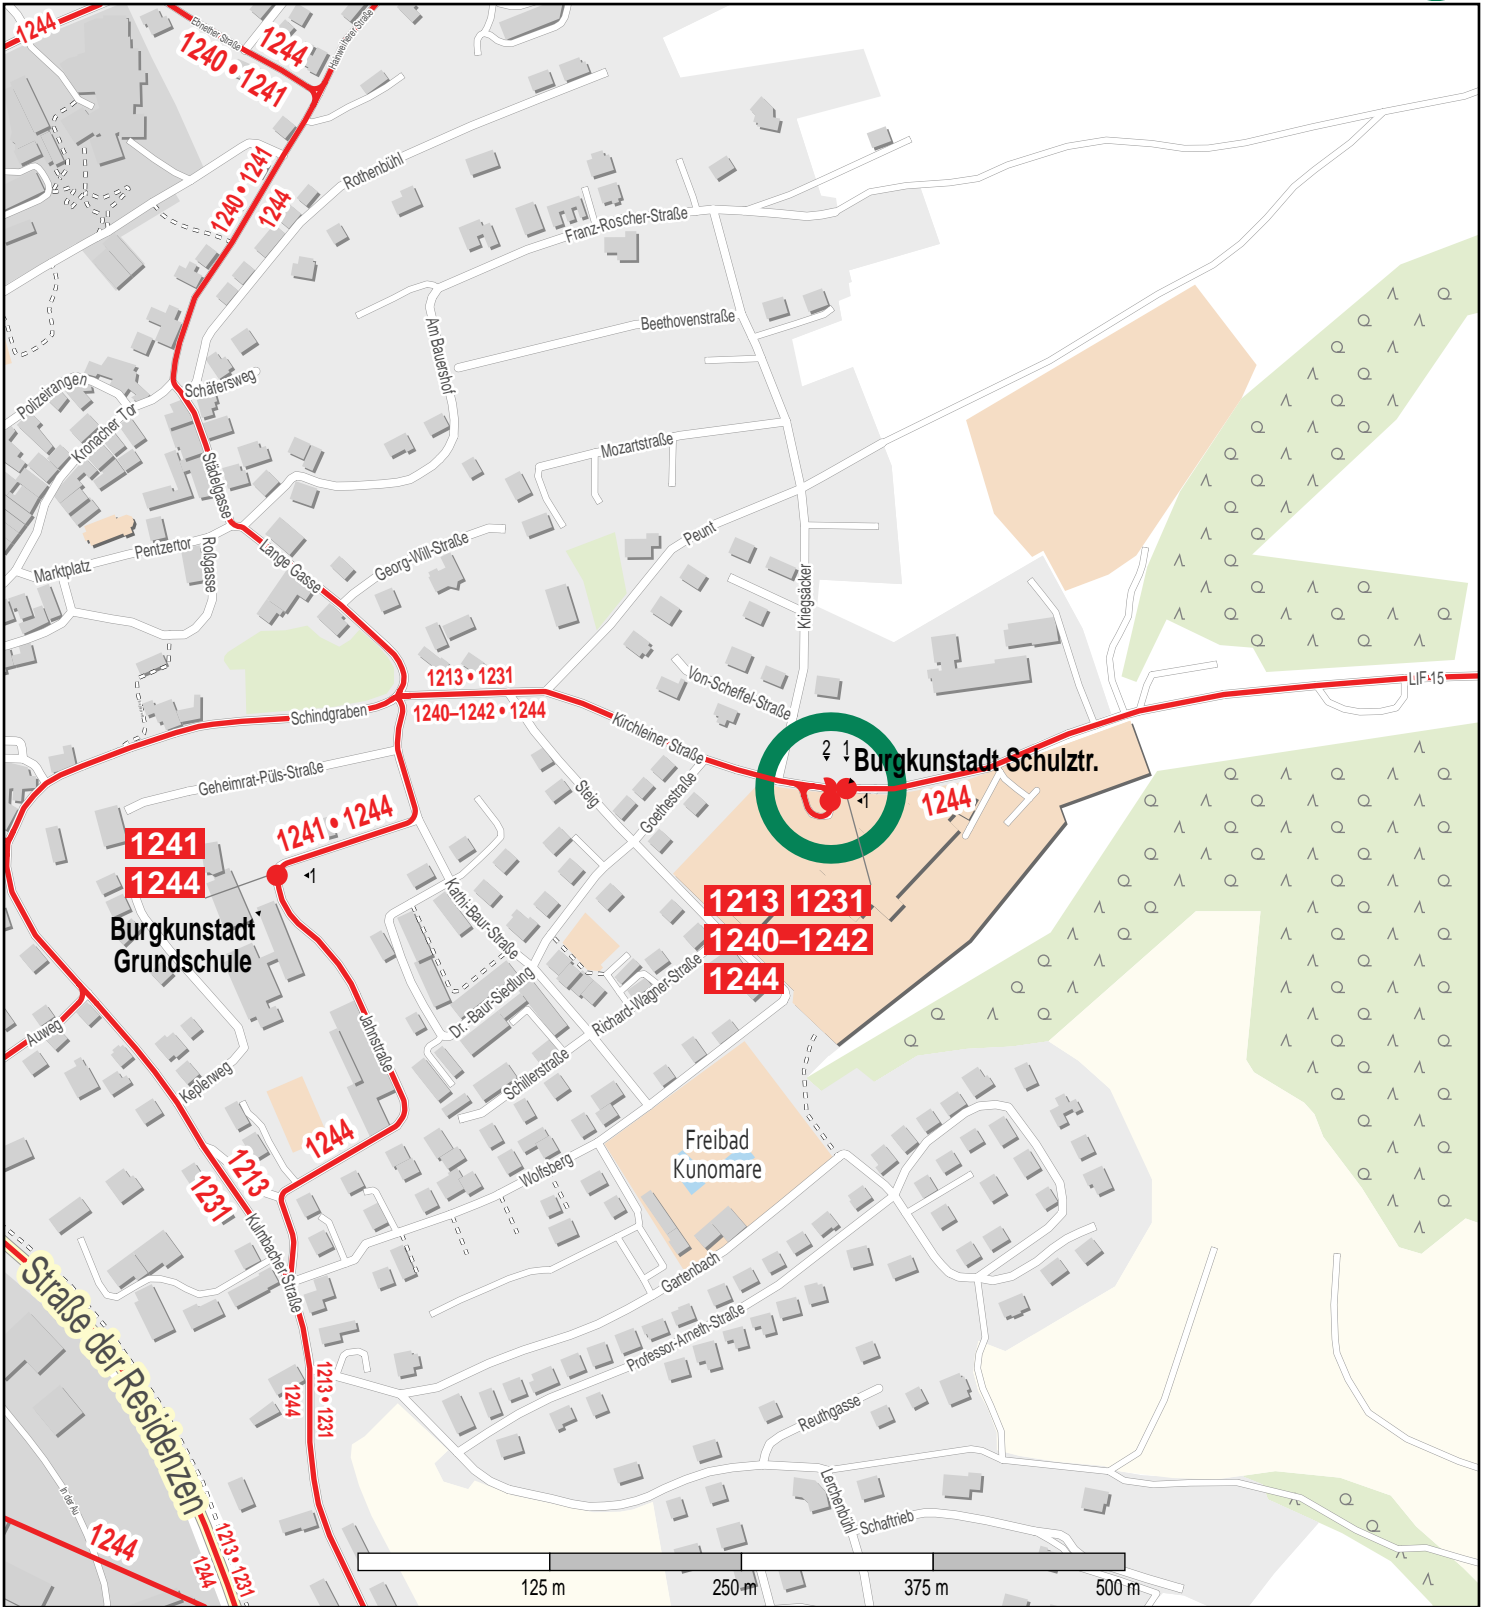 1244
Ebnether Straße
1244
Hainweiherer-Straße
1240 • 1241
1240 • 1241
1244
Rothenbühl
Franz-Roscher-Straße
Beethovenstraße
Am Bauershof
Polizeirangen
Schäfersweg
Kronacher Tor
Mozartstraße
Städelgasse
Pentzertor
Marktplatz
Roßgasse
Lange Gasse
Georg-Will-Straße
Peunt
Kriegsäcker
1213 • 1231
1240–1242 • 1244
Von-Scheffel-Straße
LIF 15
Schindgraben
Kirchleiner Straße
2 1
Burgkunstadt Schulztr.
1
1244
Geheimrat-Püls-Straße
Steig
Goethestraße
1241 • 1244
1241
1244
1
Burgkunstadt
Grundschule
Kathi-Baur-Straße
1213 1231
1240–1242
1244
Dr.-Baur-Siedlung
Richard-Wagner-Straße
Auweg
Jahnstraße
Keplerweg
Schillerstraße
1244
Freibad
Kunomare
Wolfsberg
1213
1231
Kulmbacher Straße
Gartenbach
Straße der Residenzen
Professor-Arneth-Straße
1213 • 1231
1244
Reuthgasse
Lerchenbühl
Schaftrieb
In der Au
1244
1213 • 1231
1244
125 m
250 m
375 m
500 m